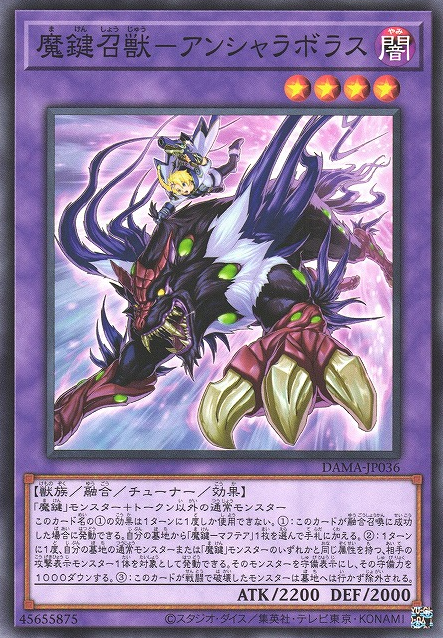 魔鍵召獣－アンシャラボラス
闇
DAMA-JP036
【獣族／融合／チューナー／効果】
「魔鍵」モンスター＋トークン以外の通常モンスター
このカード名の①の効果は１ターンに１度しか使用できない。①：このカードが融合召喚に成功
した場合に発動できる。自分の墓地から「魔鍵－マフテア」１枚を選んで手札に加える。②：１ターン
に１度、自分の墓地の通常モンスターまたは「魔鍵」モンスターのいずれかと同じ属性を持つ、相手の
攻撃表示モンスター１体を対象として発動できる。そのモンスターを守備表示にし、その守備力を
１０００ダウンする。③：このカードが戦闘で破壊したモンスターは墓地へは行かず除外される。
ATK/2200 DEF/2000
45655875
©スタジオ・ダイス／集英社・テレビ東京・KONAMI